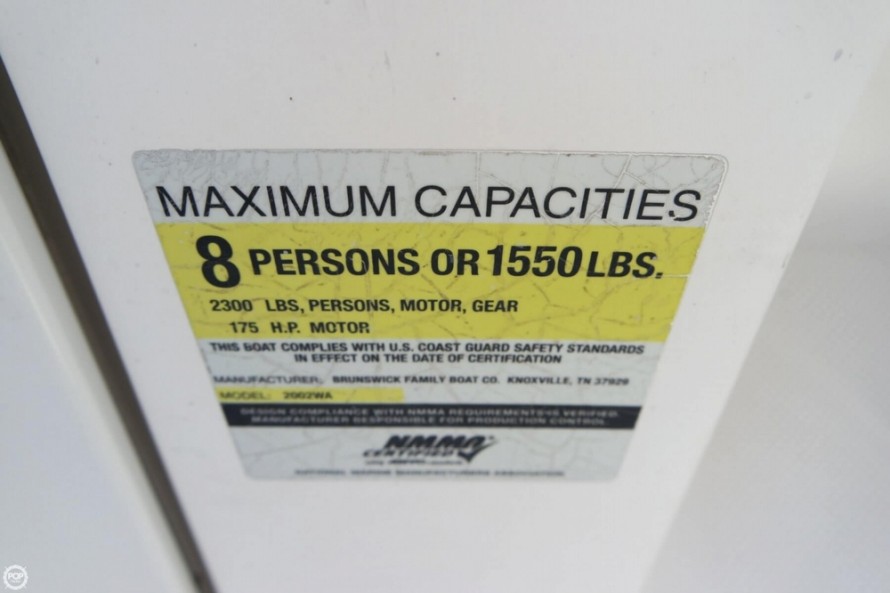 MAXIMUM CAPACITIES
8 PERSONS OR 1550 LBS.
2300 LBS, PERSONS, MOTOR, GEAR
175 H.P. MOTOR
THIS BOAT COMPLIES WITH U.S. COAST GUARD SAFETY STANDARDS
IN EFFECT ON THE DATE OF CERTIFICATION
MANUFACTURER: BRUNSWICK FAMILY BOAT CO. KNOXVILLE, TN
MODEL: 2002WA
DESIGN COMPLIANCE WITH NMMA REQUIREMENTS IS VERIFIED.
MANUFACTURER RESPONSIBLE FOR PRODUCTION CONTROL
NMMA
CERTIFIED
NATIONAL MARINE MANUFACTURERS ASSOCIATION
POP